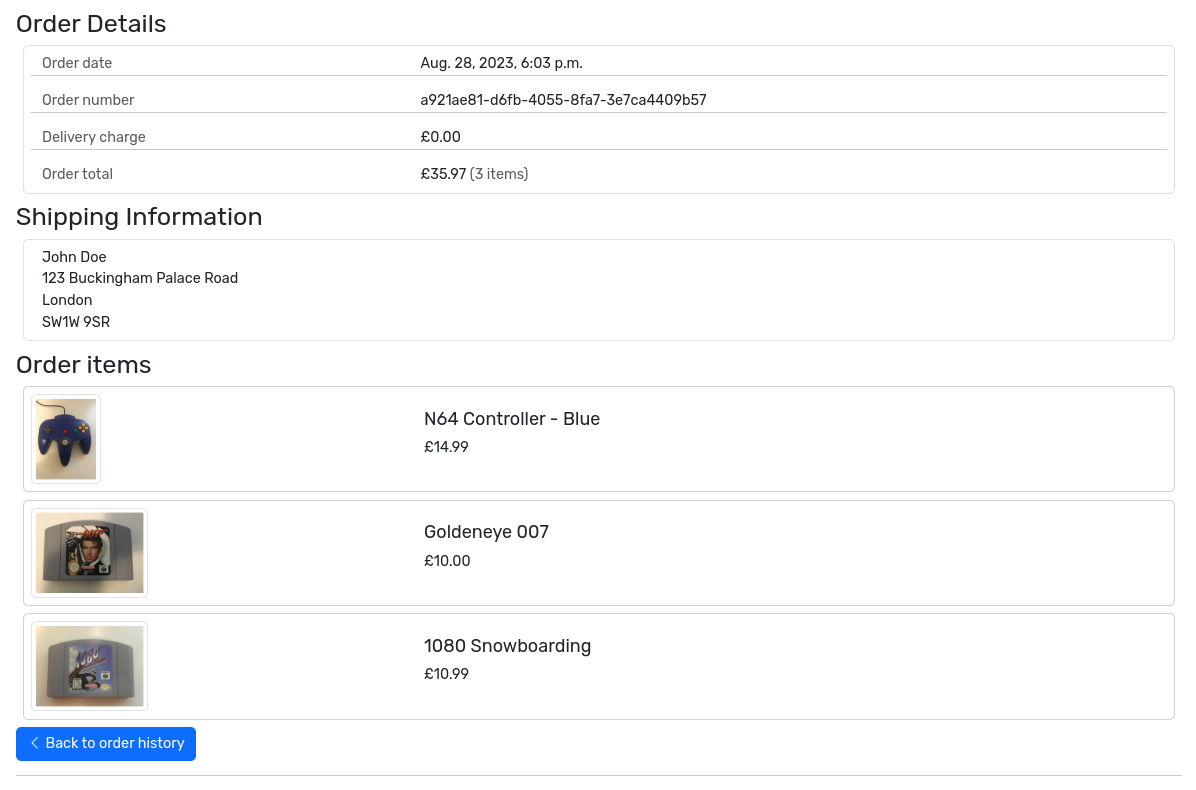 Order Details
Order date Aug. 28, 2023, 6:03 p.m.
Order number a921ae81-d6fb-4055-8fa7-3e7ca4409b57
Delivery charge £0.00
Order total £35.97 (3 items)
Shipping Information
John Doe
123 Buckingham Palace Road
London
SW1W 9SR
Order items
N64 Controller - Blue
£14.99
007
Goldeneye 007
£10.00
1080°
1080 Snowboarding
£10.99
Back to order history